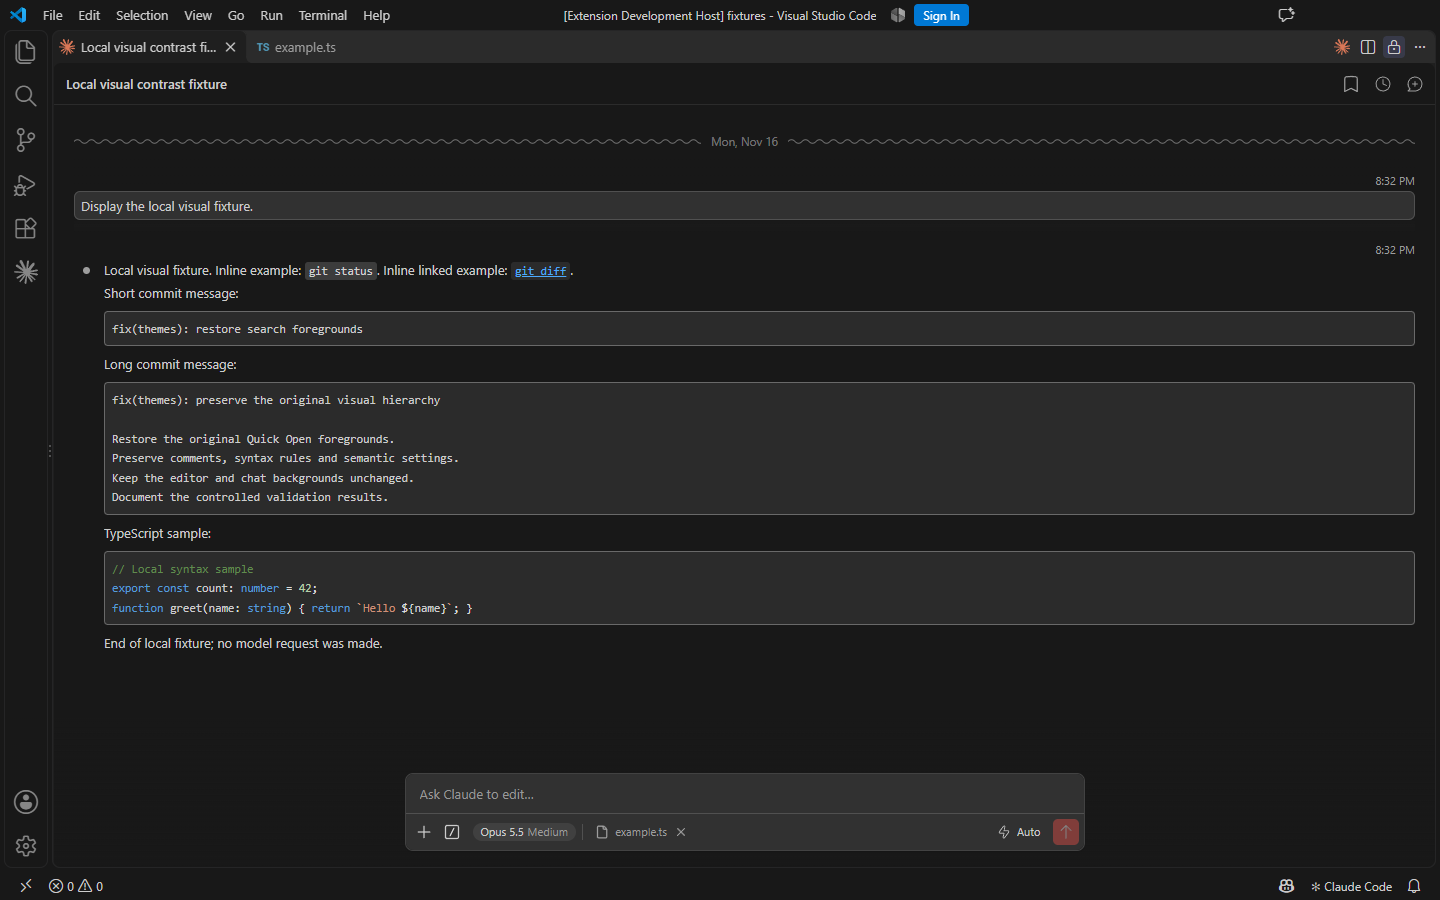 File Edit Selection View Go Run Terminal Help
[Extension Development Host] fixtures - Visual Studio Code
Sign In
Local visual contrast fi...
TS example.ts
Local visual contrast fixture
Mon, Nov 16
8:32 PM
Display the local visual fixture.
8:32 PM
Local visual fixture. Inline example: git status. Inline linked example: git diff.
Short commit message:
fix(themes): restore search foregrounds
Long commit message:
fix(themes): preserve the original visual hierarchy
Restore the original Quick Open foregrounds.
Preserve comments, syntax rules and semantic settings.
Keep the editor and chat backgrounds unchanged.
Document the controlled validation results.
TypeScript sample:
// Local syntax sample
export const count: number = 42;
function greet(name: string) { return `Hello ${name}`; }
End of local fixture; no model request was made.
Ask Claude to edit...
Opus 5.5 Medium
example.ts
Auto
0 0
Claude Code